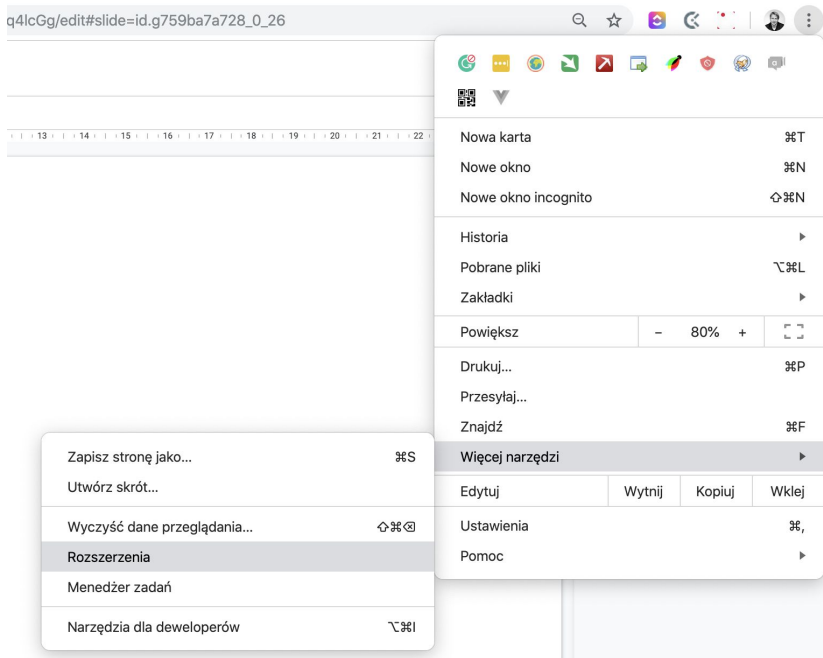 q4lcGg/edit#slide=id.g759ba7a728_0_26
13 14 15 16 17 18 19 20 21 22
Nowa karta ⌘T
Nowe okno ⌘N
Nowe okno incognito ⇧⌘N
Historia
Pobrane pliki ⌥⌘L
Zakładki
Powiększ - 80% +
Drukuj... ⌘P
Przesyłaj...
Znajdź ⌘F
Więcej narzędzi
Edytuj Wytnij Kopiuj Wklej
Ustawienia ⌘,
Pomoc
Zapisz stronę jako... ⌘S
Utwórz skrót...
Wyczyść dane przeglądania... ⇧⌘⌫
Rozszerzenia
Menedżer zadań
Narzędzia dla deweloperów ⌥⌘I